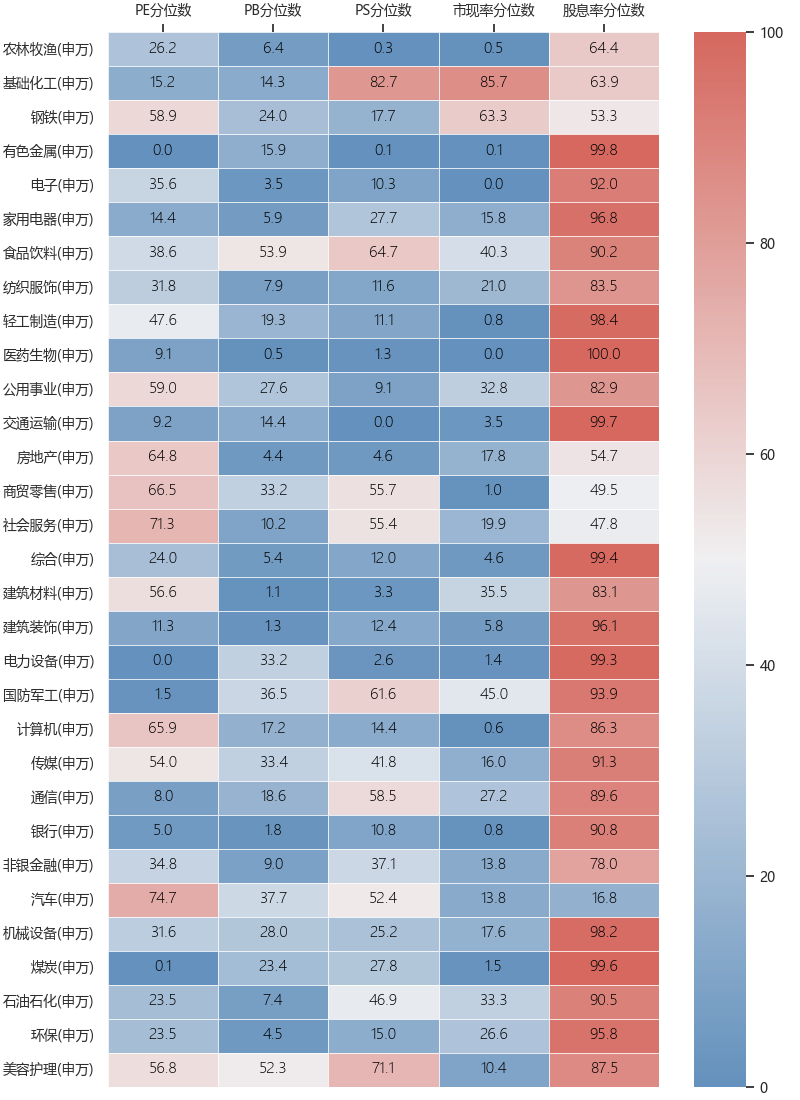 PE分位数 PB分位数 PS分位数 市现率分位数 股息率分位数
农林牧渔(申万) 26.2 6.4 0.3 0.5 64.4
基础化工(申万) 15.2 14.3 82.7 85.7 63.9
钢铁(申万) 58.9 24.0 17.7 63.3 53.3
有色金属(申万) 0.0 15.9 0.1 0.1 99.8
电子(申万) 35.6 3.5 10.3 0.0 92.0
家用电器(申万) 14.4 5.9 27.7 15.8 96.8
食品饮料(申万) 38.6 53.9 64.7 40.3 90.2
纺织服饰(申万) 31.8 7.9 11.6 21.0 83.5
轻工制造(申万) 47.6 19.3 11.1 0.8 98.4
医药生物(申万) 9.1 0.5 1.3 0.0 100.0
公用事业(申万) 59.0 27.6 9.1 32.8 82.9
交通运输(申万) 9.2 14.4 0.0 3.5 99.7
房地产(申万) 64.8 4.4 4.6 17.8 54.7
商贸零售(申万) 66.5 33.2 55.7 1.0 49.5
社会服务(申万) 71.3 10.2 55.4 19.9 47.8
综合(申万) 24.0 5.4 12.0 4.6 99.4
建筑材料(申万) 56.6 1.1 3.3 35.5 83.1
建筑装饰(申万) 11.3 1.3 12.4 5.8 96.1
电力设备(申万) 0.0 33.2 2.6 1.4 99.3
国防军工(申万) 1.5 36.5 61.6 45.0 93.9
计算机(申万) 65.9 17.2 14.4 0.6 86.3
传媒(申万) 54.0 33.4 41.8 16.0 91.3
通信(申万) 8.0 18.6 58.5 27.2 89.6
银行(申万) 5.0 1.8 10.8 0.8 90.8
非银金融(申万) 34.8 9.0 37.1 13.8 78.0
汽车(申万) 74.7 37.7 52.4 13.8 16.8
机械设备(申万) 31.6 28.0 25.2 17.6 98.2
煤炭(申万) 0.1 23.4 27.8 1.5 99.6
石油石化(申万) 23.5 7.4 46.9 33.3 90.5
环保(申万) 23.5 4.5 15.0 26.6 95.8
美容护理(申万) 56.8 52.3 71.1 10.4 87.5
100
80
60
40
20
0